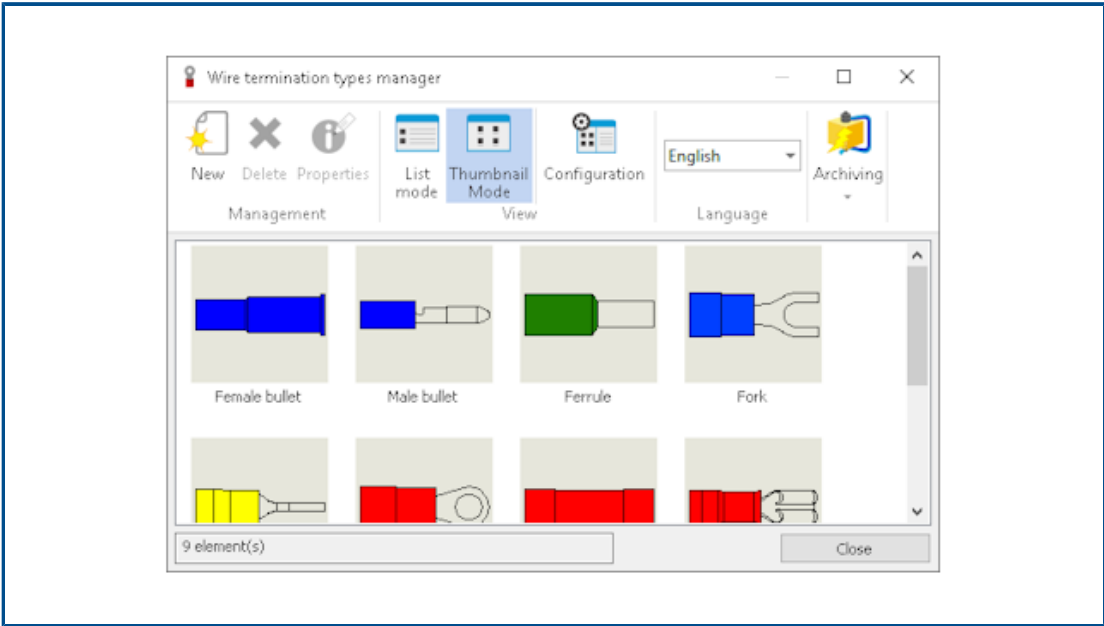 Wire termination types manager
New Delete Properties List mode Thumbnail Mode Configuration English Archiving
Management View Language
Female bullet Male bullet Ferrule Fork
9 element(s) Close